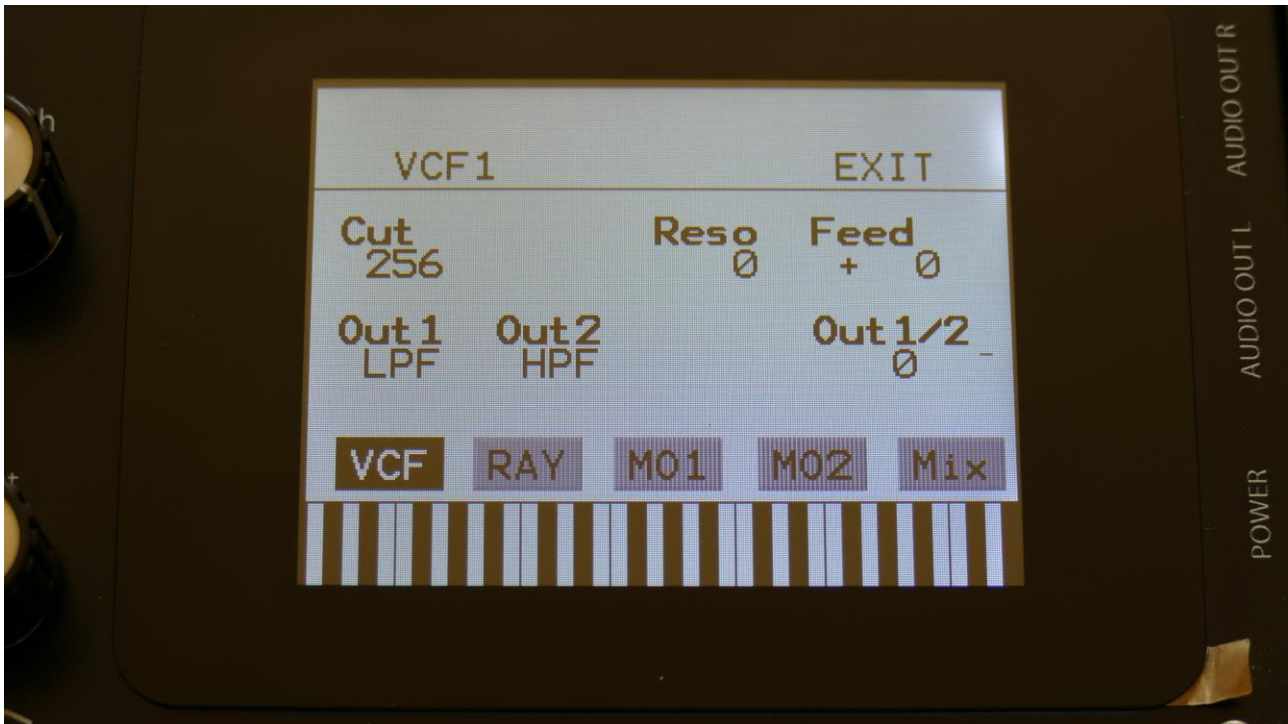 VCF1 EXIT
Cut Reso Feed
256 0 + 0
Out1 Out2 Out1/2
LPF HPF 0 _
VCF RAY MO1 MO2 Mix
AUDIO OUT R
AUDIO OUT L
POWER
h
t